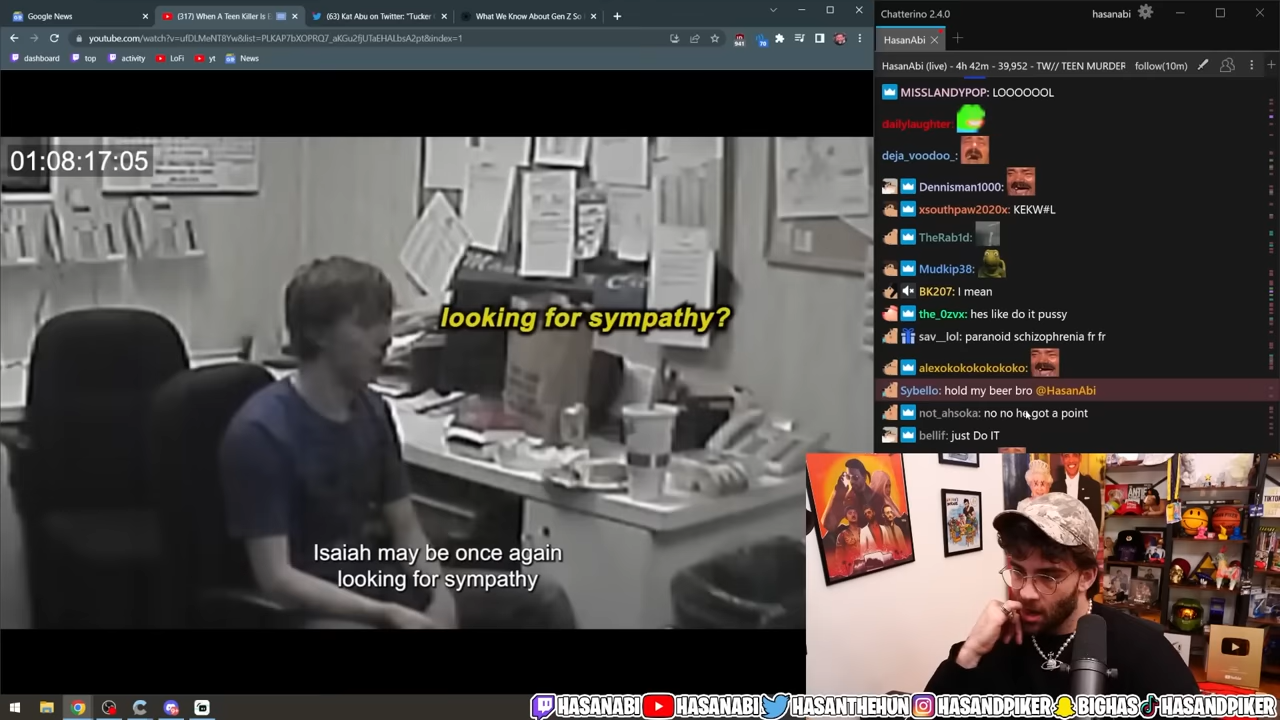 Google News
(317) When A Teen Killer Is
(63) Kat Abu on Twitter: "Tucker
What We Know About Gen Z So
youtube.com/watch?v=ufDLMeNT8Yw&list=PLKAP7bXOPRQ7_aKGu2fjUTaEHALbsA2pt&index=1
dashboard
top
activity
LoFi
yt
News
01:08:17:05
looking for sympathy?
Isaiah may be once again
looking for sympathy
Chatterino 2.4.0
hasanabi
HasanAbi
HasanAbi (live) - 4h 42m - 39,952 - TW// TEEN MURDER
follow(10m)
MISSLANDYPOP: LOOOOOOL
dailylaughter:
deja_voodoo_:
Dennisman1000:
xsouthpaw2020x: KEKW#L
TheRab1d:
Mudkip38:
BK207: I mean
the_0zvx: hes like do it pussy
sav__lol: paranoid schizophrenia fr fr
alexokokokokokoko:
Sybello: hold my beer bro @HasanAbi
not_ahsoka: no no he got a point
bellif: just Do IT
HASANABI
HASANABI
HASANTHEHUN
HASANDPIKER
BIGHAS
HASANDPIKER